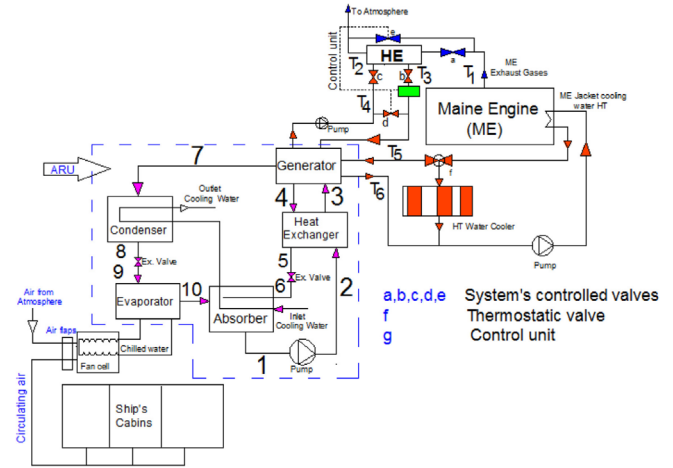 To Atmosphere
e
Control unit
HE
a
ME
Exhaust Gases
T2
T1
c
b
T3
T4
d
Pump
Maine Engine
(ME)
ME Jacket cooling
water HT
7
ARU
Generator
T5
f
T6
4
3
Outlet
Cooling Water
Condenser
Heat
Exchanger
HT Water Cooler
8
Ex. Valve
9
5
Ex. Valve
6
2
Pump
Air from
Atmosphere
Evaporator
10
Absorber
Inlet
Cooling Water
Air flaps
Chilled water
Fan cell
1
Pump
a,b,c,d,e System's controlled valves
f Thermostatic valve
g Control unit
Circulating air
Ship's
Cabins